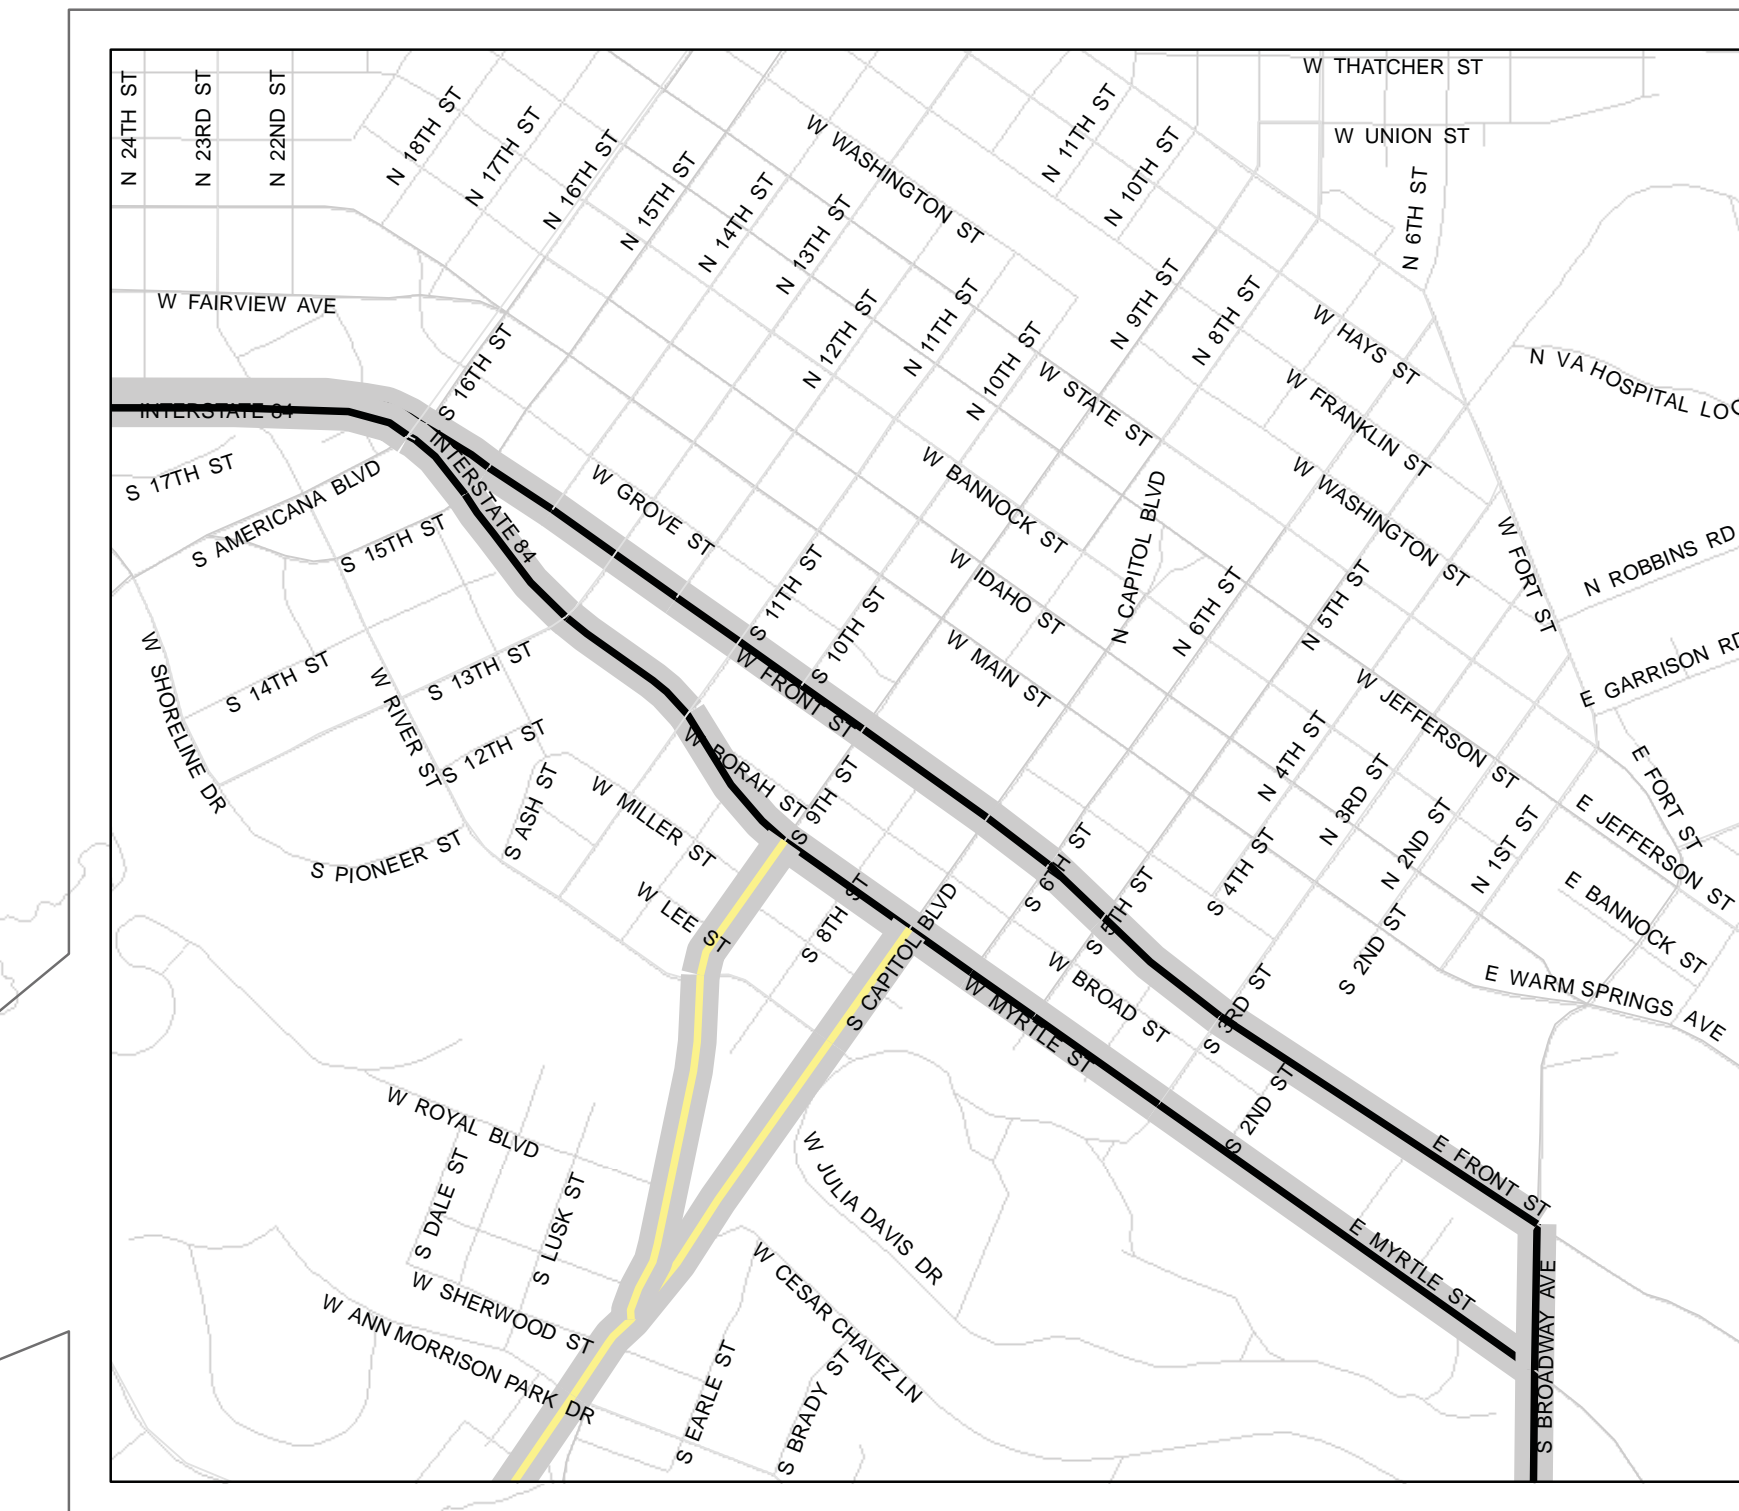 W THATCHER ST
W UNION ST
N 24TH ST
N 23RD ST
N 22ND ST
N 18TH ST
N 17TH ST
N 16TH ST
N 15TH ST
N 14TH ST
N 13TH ST
W WASHINGTON ST
N 11TH ST
N 10TH ST
N 6TH ST
W FAIRVIEW AVE
S 16TH ST
N 12TH ST
N 11TH ST
N 10TH ST
N 9TH ST
N 8TH ST
W HAYS ST
W STATE ST
W FRANKLIN ST
N VA HOSPITAL LO
INTERSTATE 84
INTERSTATE 84
S 17TH ST
S AMERICANA BLVD
S 15TH ST
W GROVE ST
W BANNOCK ST
N CAPITOL BLVD
W WASHINGTON ST
W FORT ST
N ROBBINS RD
W IDAHO ST
S 11TH ST
S 10TH ST
N 6TH ST
N 5TH ST
W SHORELINE DR
S 14TH ST
S 13TH ST
W RIVER ST
S 12TH ST
W FRONT ST
W MAIN ST
W JEFFERSON ST
E GARRISON RD
N 4TH ST
N 3RD ST
E FORT ST
W BORAH ST
S 9TH ST
S ASH ST
W MILLER ST
S PIONEER ST
W LEE ST
S 8TH ST
S CAPITOL BLVD
S 6TH ST
S 5TH ST
S 4TH ST
N 2ND ST
N 1ST ST
E JEFFERSON ST
E BANNOCK ST
S 2ND ST
E WARM SPRINGS AVE
W BROAD ST
W MYRTLE ST
S 3RD ST
S 2ND ST
W ROYAL BLVD
S DALE ST
S LUSK ST
W JULIA DAVIS DR
E FRONT ST
E MYRTLE ST
W SHERWOOD ST
W ANN MORRISON PARK DR
W CESAR CHAVEZ LN
S EARLE ST
S BRADY ST
S BROADWAY AVE